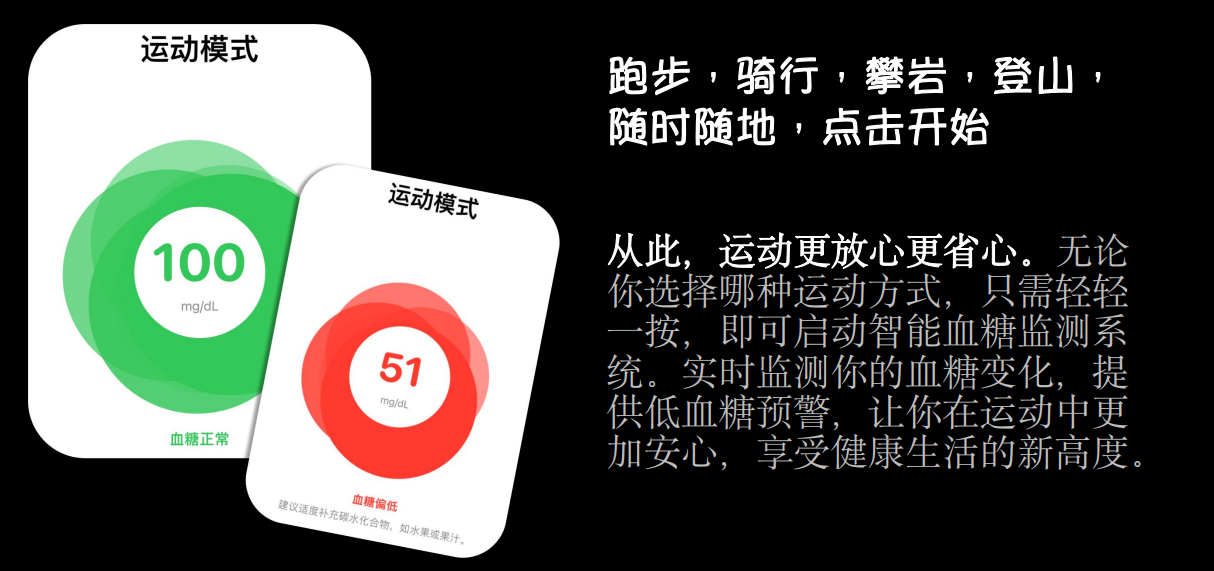 运动模式
100
mg/dL
血糖正常
运动模式
51
mg/dL
血糖偏低
建议适度补充碳水化合物，如水果或果汁。
跑步，骑行，攀岩，登山，
随时随地，点击开始
从此，运动更放心更省心。无论
你选择哪种运动方式，只需轻轻
一按，即可启动智能血糖监测系
统。实时监测你的血糖变化，提
供低血糖预警，让你在运动中更
加安心，享受健康生活的新高度。